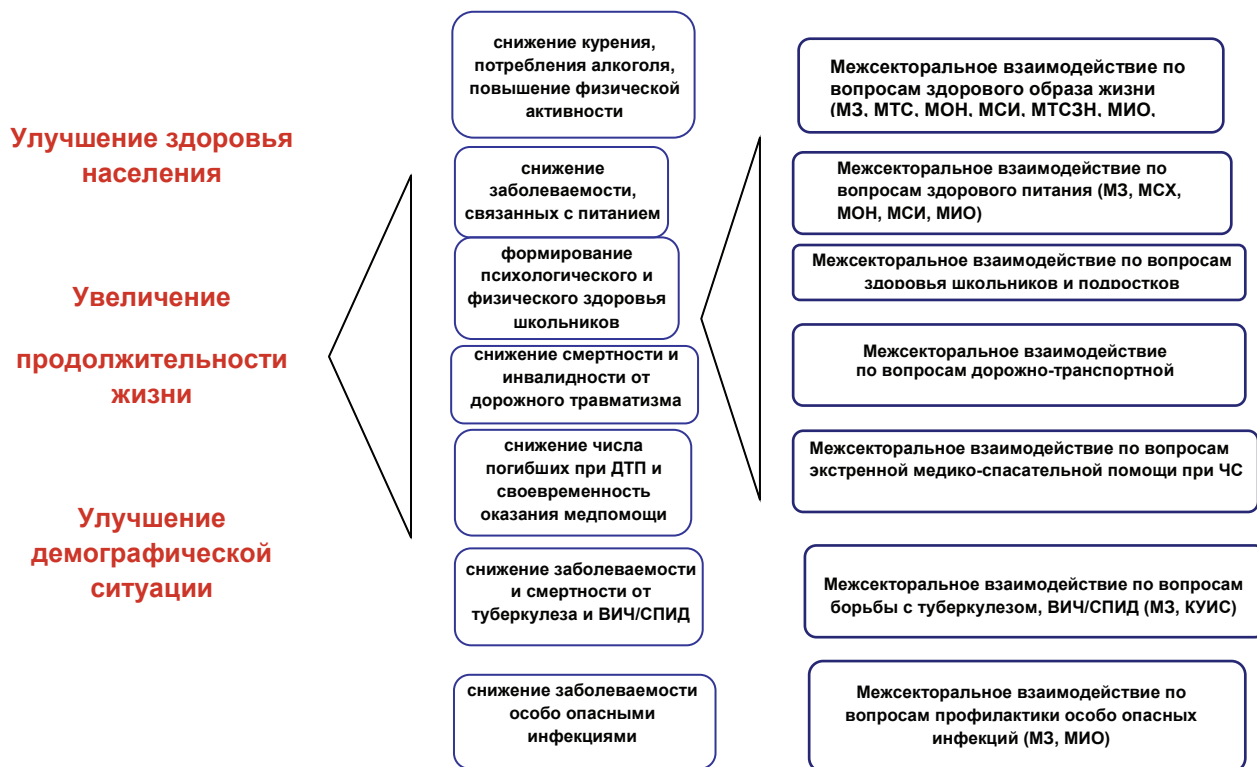 Улучшение здоровья
населения
Увеличение
продолжительности
жизни
Улучшение
демографической
ситуации
снижение курения,
потребления алкоголя,
повышение физической
активности
снижение
заболеваемости,
связанных с питанием
формирование
психологического и
физического здоровья
школьников
снижение смертности и
инвалидности от
дорожного травматизма
снижение числа
погибших при ДТП и
своевременность
оказания медпомощи
снижение заболеваемости
и смертности от
туберкулеза и ВИЧ/СПИД
снижение заболеваемости
особо опасными
инфекциями
Межсекторальное взаимодействие по
вопросам здорового образа жизни
(МЗ, МТС, МОН, МСИ, МТСЗН, МИО,
Межсекторальное взаимодействие по
вопросам здорового питания (МЗ, МСХ,
МОН, МСИ, МИО)
Межсекторальное взаимодействие по вопросам
здоровья школьников и подростков
Межсекторальное взаимодействие
по вопросам дорожно-транспортной
Межсекторальное взаимодействие по вопросам
экстренной медико-спасательной помощи при ЧС
Межсекторальное взаимодействие по вопросам
борьбы с туберкулезом, ВИЧ/СПИД (МЗ, КУИС)
Межсекторальное взаимодействие по
вопросам профилактики особо опасных
инфекций (МЗ, МИО)